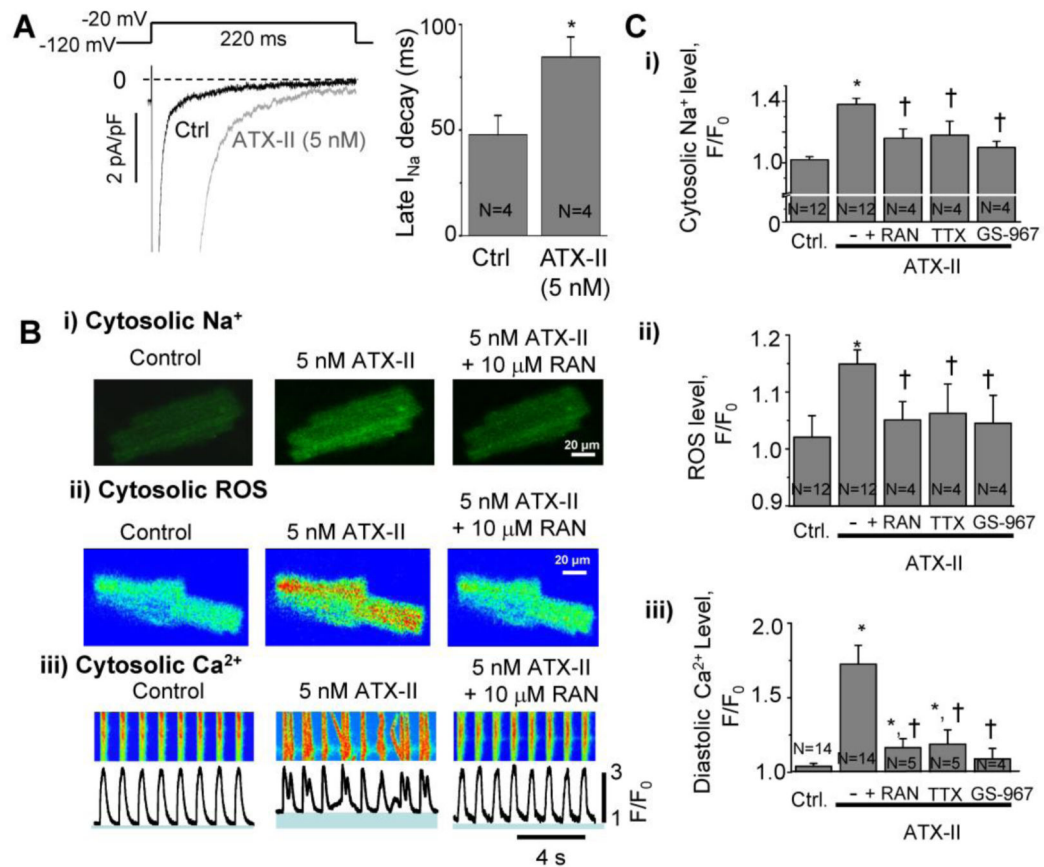 A
-20 mV
-120 mV
220 ms
0
2 pA/pF
Ctrl
ATX-II (5 nM)
Late I_Na decay (ms)
100
50
0
*
N=4
N=4
Ctrl
ATX-II
(5 nM)
B
i) Cytosolic Na⁺
Control
5 nM ATX-II
5 nM ATX-II
+ 10 μM RAN
20 μm
ii) Cytosolic ROS
Control
5 nM ATX-II
5 nM ATX-II
+ 10 μM RAN
20 μm
iii) Cytosolic Ca²⁺
Control
5 nM ATX-II
5 nM ATX-II
+ 10 μM RAN
3
1
F/F₀
4 s
C
i)
Cytosolic Na⁺ level,
F/F₀
1.4
1.0
0
* † † †
N=12 N=12 N=4 N=4 N=4
Ctrl. - + RAN TTX GS-967
ATX-II
ii)
ROS level,
F/F₀
1.2
1.1
1.0
0.9
* † † †
N=12 N=12 N=4 N=4 N=4
Ctrl. - + RAN TTX GS-967
ATX-II
iii)
Diastolic Ca²⁺ Level,
F/F₀
2.0
1.5
1.0
* *,† *,† †
N=14 N=14 N=5 N=5 N=4
Ctrl. - + RAN TTX GS-967
ATX-II